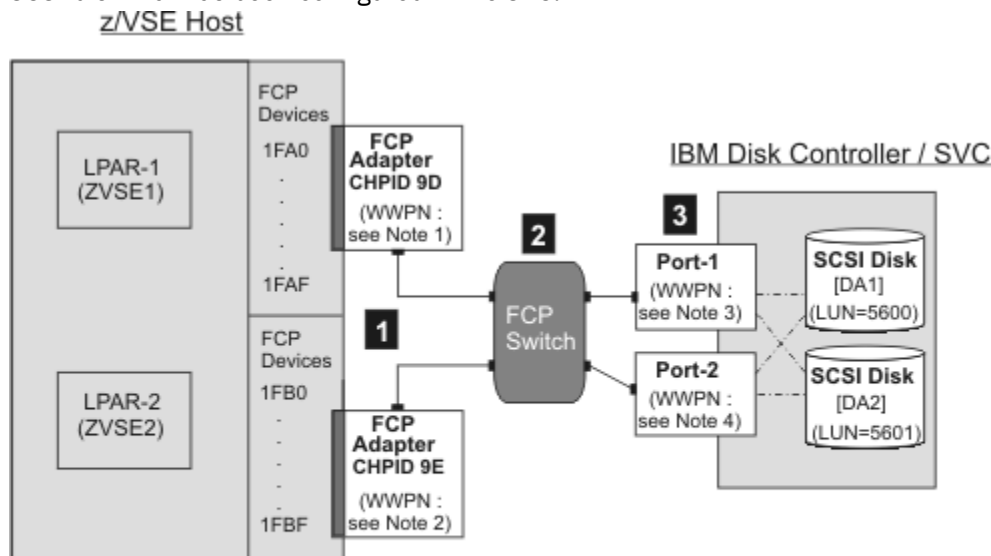 z/VSE Host
FCP
Devices
1FA0
1FAF
LPAR-1
(ZVSE1)
FCP
Adapter
CHPID 9D
(WWPN :
see Note 1)
1
FCP
Devices
1FB0
1FBF
LPAR-2
(ZVSE2)
FCP
Adapter
CHPID 9E
(WWPN :
see Note 2)
2
FCP
Switch
IBM Disk Controller / SVC
3
Port-1
(WWPN :
see Note 3)
Port-2
(WWPN :
see Note 4)
SCSI Disk
[DA1]
(LUN=5600)
SCSI Disk
[DA2]
(LUN=5601)